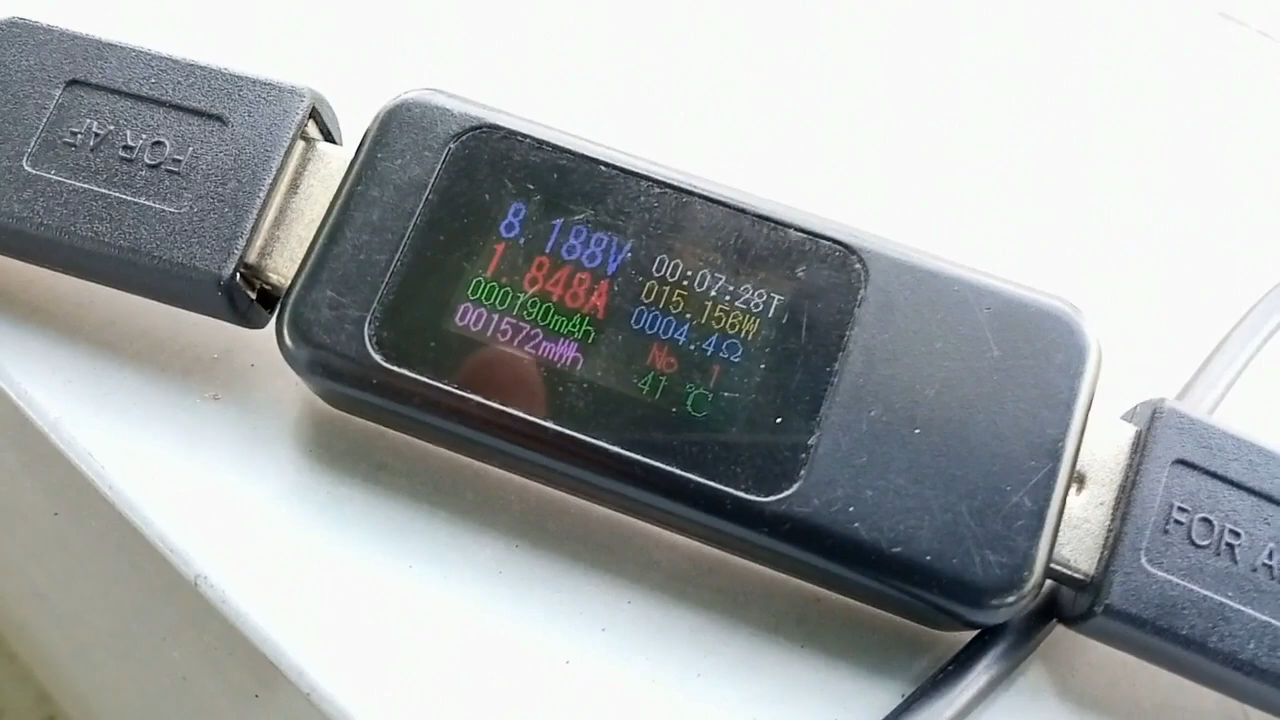 FOR AF
8.188V
1.848A
000190mAh
001572mWh
00:07:28T
015.156W
0004.4Ω
No 1
41 ℃
FOR A